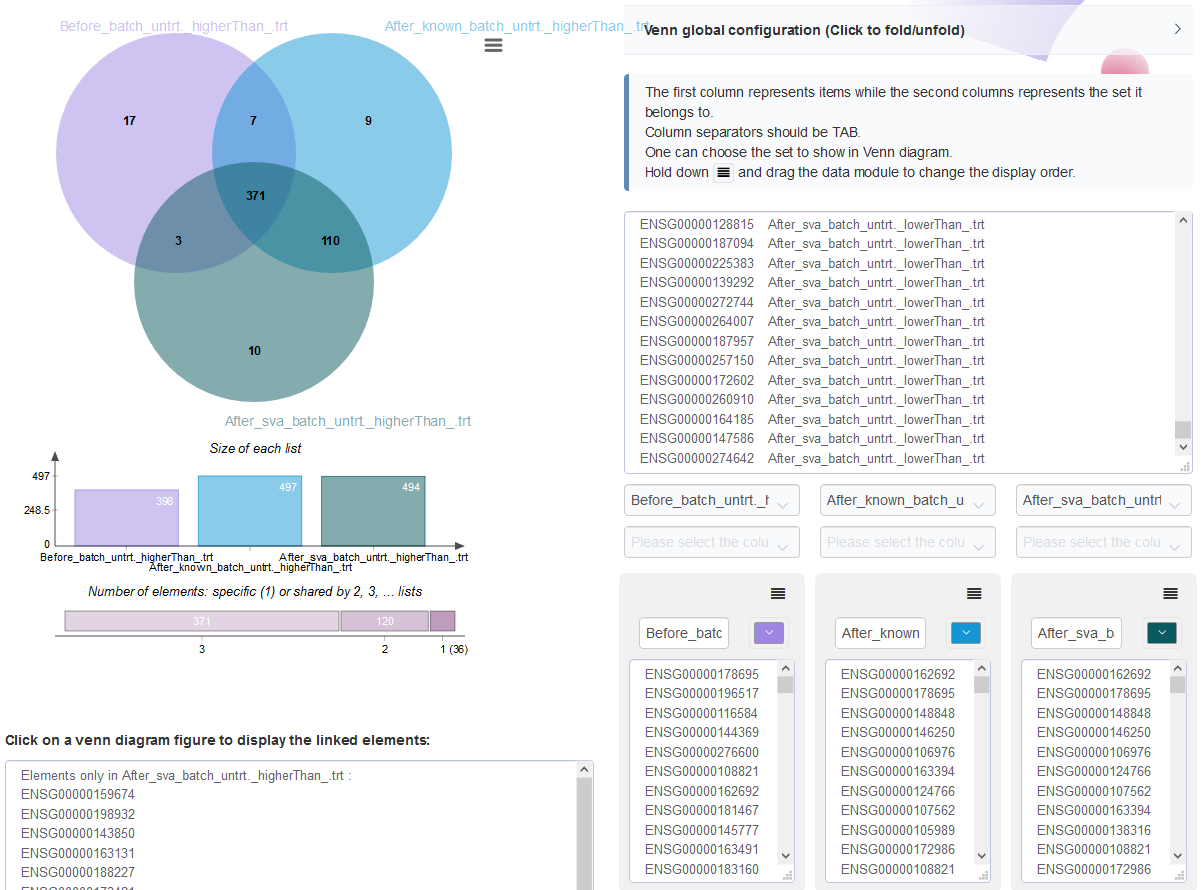 Before_batch_untrt._higherThan_.trt
After_known_batch_untrt._higherThan_.trt
17
7
9
371
3
110
10
After_sva_batch_untrt._higherThan_.trt
Size of each list
497
248.5
0
398
497
494
Before_batch_untrt._higherThan_.trt
After_known_batch_untrt._higherThan_.trt
After_sva_batch_untrt._higherThan_.trt
Number of elements: specific (1) or shared by 2, 3, ... lists
371
120
3
2
1 (36)
Click on a venn diagram figure to display the linked elements:
Elements only in After_sva_batch_untrt._higherThan_.trt :
ENSG00000159674
ENSG00000198932
ENSG00000143850
ENSG00000163131
ENSG00000188227
Venn global configuration (Click to fold/unfold)
The first column represents items while the second columns represents the set it
belongs to.
Column separators should be TAB.
One can choose the set to show in Venn diagram.
Hold down and drag the data module to change the display order.
ENSG00000128815 After_sva_batch_untrt._lowerThan_.trt
ENSG00000187094 After_sva_batch_untrt._lowerThan_.trt
ENSG00000225383 After_sva_batch_untrt._lowerThan_.trt
ENSG00000139292 After_sva_batch_untrt._lowerThan_.trt
ENSG00000272744 After_sva_batch_untrt._lowerThan_.trt
ENSG00000264007 After_sva_batch_untrt._lowerThan_.trt
ENSG00000187957 After_sva_batch_untrt._lowerThan_.trt
ENSG00000257150 After_sva_batch_untrt._lowerThan_.trt
ENSG00000172602 After_sva_batch_untrt._lowerThan_.trt
ENSG00000260910 After_sva_batch_untrt._lowerThan_.trt
ENSG00000164185 After_sva_batch_untrt._lowerThan_.trt
ENSG00000147586 After_sva_batch_untrt._lowerThan_.trt
ENSG00000274642 After_sva_batch_untrt._lowerThan_.trt
Before_batch_untrt._h After_known_batch_u After_sva_batch_untrt
Please select the colu Please select the colu Please select the colu
Before_batc
ENSG00000178695
ENSG00000196517
ENSG00000116584
ENSG00000144369
ENSG00000276600
ENSG00000108821
ENSG00000162692
ENSG00000181467
ENSG00000145777
ENSG00000163491
ENSG00000183160
After_known
ENSG00000162692
ENSG00000178695
ENSG00000148848
ENSG00000146250
ENSG00000106976
ENSG00000163394
ENSG00000124766
ENSG00000107562
ENSG00000105989
ENSG00000172986
ENSG00000108821
After_sva_b
ENSG00000162692
ENSG00000178695
ENSG00000148848
ENSG00000146250
ENSG00000106976
ENSG00000124766
ENSG00000107562
ENSG00000163394
ENSG00000138316
ENSG00000108821
ENSG00000172986